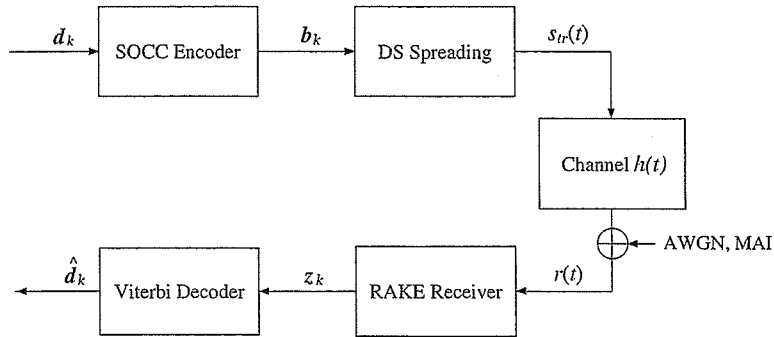 d_k
SOCC Encoder
b_k
DS Spreading
s_tr(t)
Channel h(t)
AWGN, MAI
r(t)
RAKE Receiver
z_k
Viterbi Decoder
d̂_k